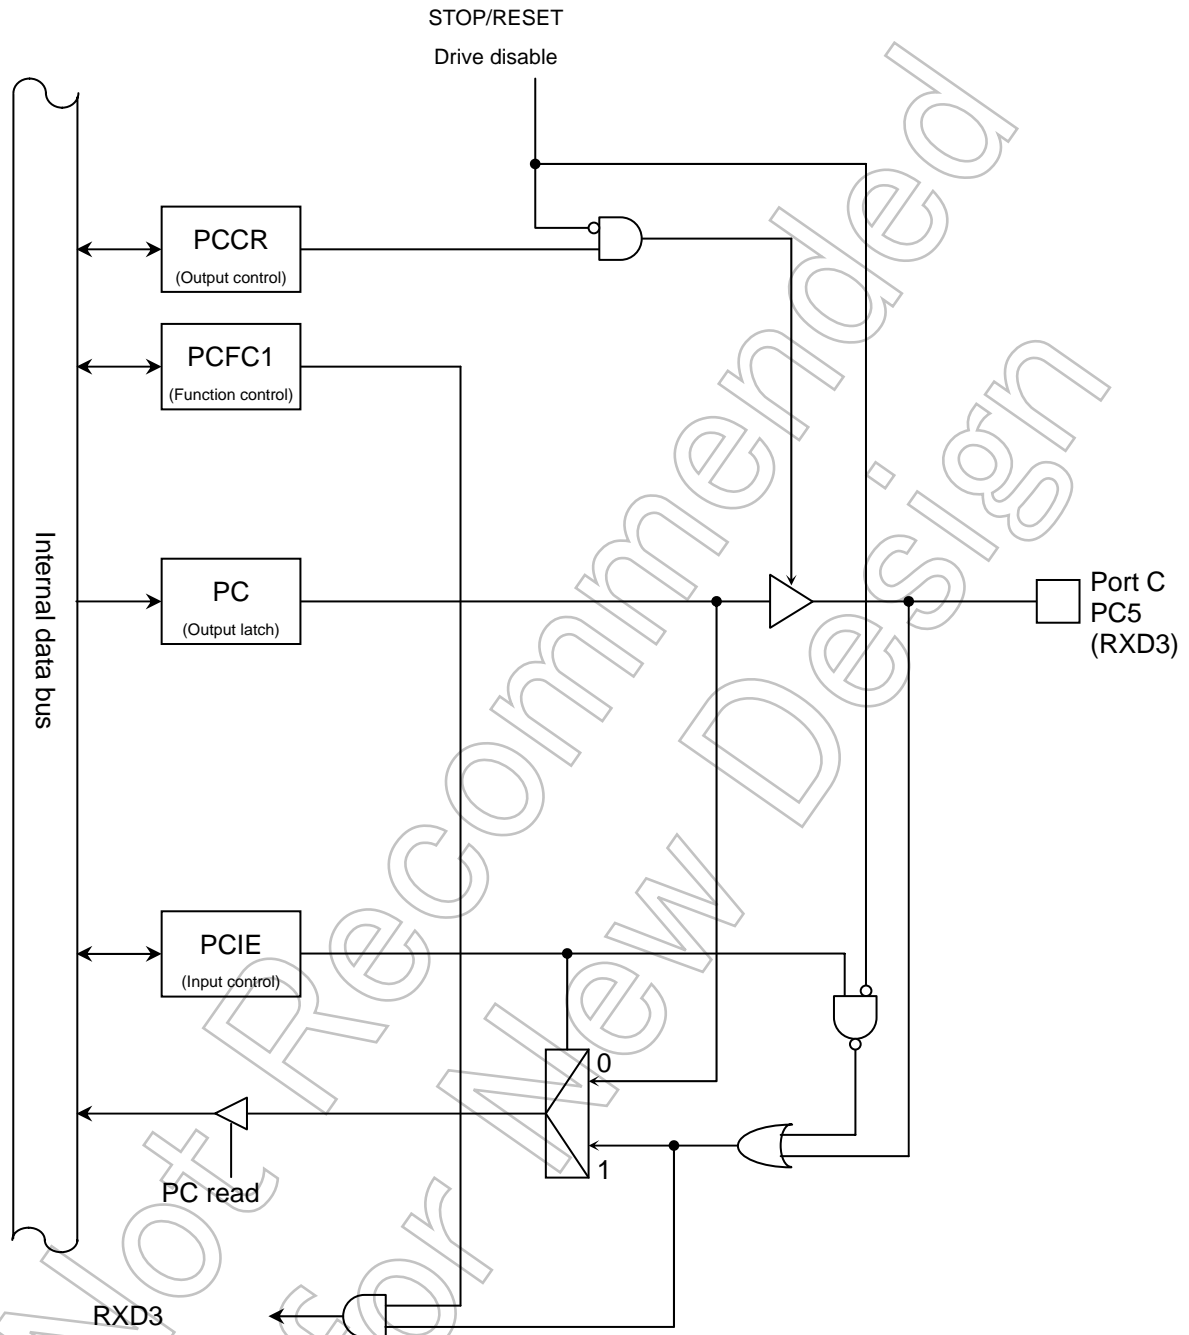 STOP/RESET
Drive disable
PCCR
(Output control)
PCFC1
(Function control)
Internal data bus
PC
(Output latch)
Port C
PC5
(RXD3)
PCIE
(Input control)
0
1
PC read
RXD3
Not Recommended
for New Design